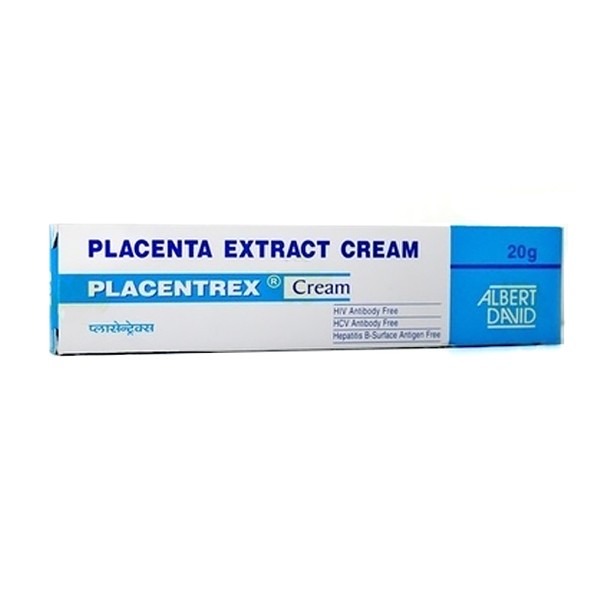 PLACENTA EXTRACT CREAM
20g
PLACENTREX ® Cream
HIV Antibody Free
HCV Antibody Free
Hepatitis B-Surface Antigen Free
प्लासेन्ट्रेक्स
ALBERT
DAVID